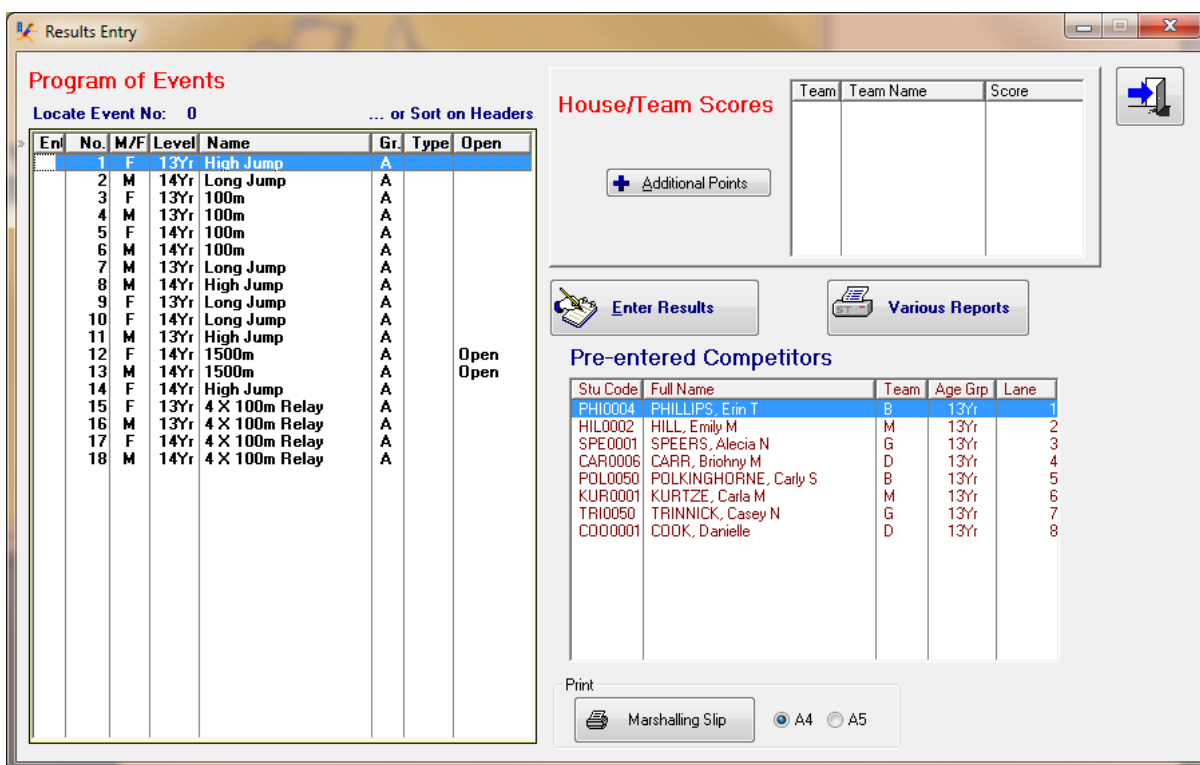 Results Entry
Program of Events
Locate Event No: 0 ... or Sort on Headers
Ent No. M/F Level Name Gr. Type Open
1 F 13Yr High Jump A
2 M 14Yr Long Jump A
3 F 13Yr 100m A
4 M 13Yr 100m A
5 F 14Yr 100m A
6 M 14Yr 100m A
7 M 13Yr Long Jump A
8 M 14Yr High Jump A
9 F 13Yr Long Jump A
10 F 14Yr Long Jump A
11 M 13Yr High Jump A
12 F 14Yr 1500m A Open
13 M 14Yr 1500m A Open
14 F 14Yr High Jump A
15 F 13Yr 4 X 100m Relay A
16 M 13Yr 4 X 100m Relay A
17 F 14Yr 4 X 100m Relay A
18 M 14Yr 4 X 100m Relay A
House/Team Scores
Team Team Name Score
Additional Points
Enter Results
Various Reports
Pre-entered Competitors
Stu Code Full Name Team Age Grp Lane
PHI0004 PHILLIPS, Erin T B 13Yr 1
HIL0002 HILL, Emily M M 13Yr 2
SPE0001 SPEERS, Alecia N G 13Yr 3
CAR0006 CARR, Briohny M D 13Yr 4
POL0050 POLKINGHORNE, Carly S B 13Yr 5
KUR0001 KURTZE, Carla M M 13Yr 6
TRI0050 TRINNICK, Casey N G 13Yr 7
COO0001 COOK, Danielle D 13Yr 8
Print
Marshalling Slip A4 A5